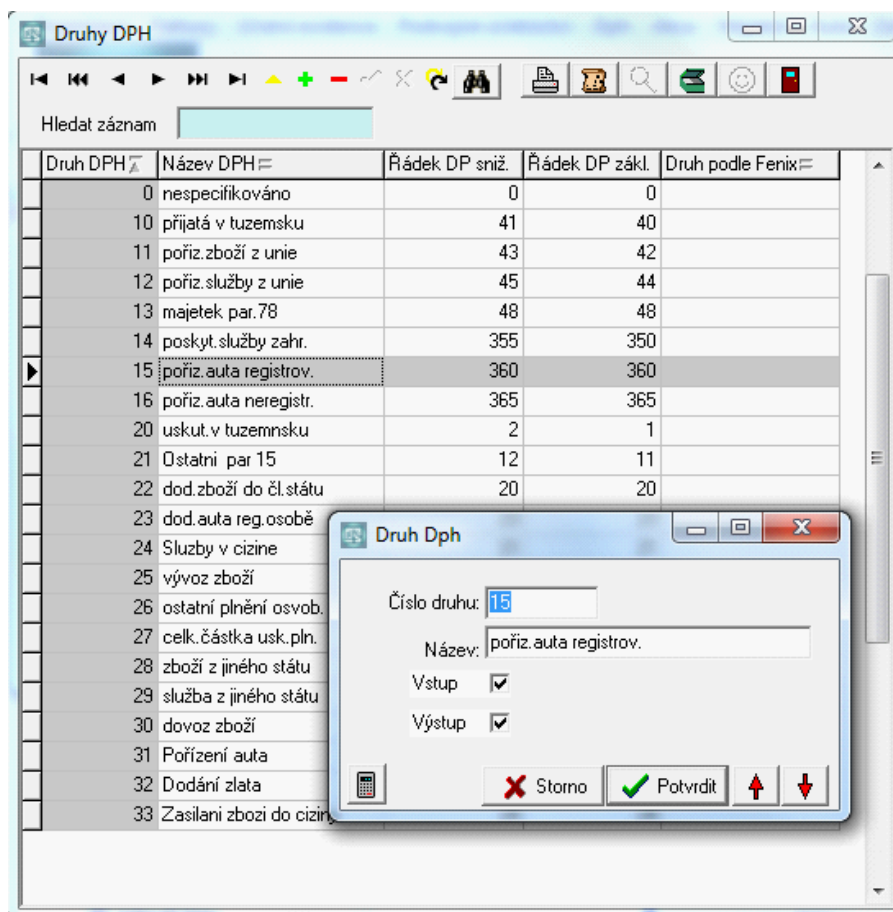 Druhy DPH
Hledat záznam
Druh DPH Název DPH Řádek DP sniž. Řádek DP zákl. Druh podle Fenix
0 nespecifikováno 0 0
10 přijatá v tuzemsku 41 40
11 pořiz.zboží z unie 43 42
12 pořiz.služby z unie 45 44
13 majetek par.78 48 48
14 poskyt.služby zahr. 355 350
15 pořiz.auta registrov. 360 360
16 pořiz.auta neregistr. 365 365
20 uskut.v tuzemnsku 2 1
21 Ostatni par 15 12 11
22 dod.zboží do čl.státu 20 20
23 dod.auta reg.osobě
24 Sluzby v cizine
25 vývoz zboží
26 ostatní plnění osvob.
27 celk.částka usk.pln.
28 zboží z jiného státu
29 služba z jiného státu
30 dovoz zboží
31 Pořízení auta
32 Dodání zlata
33 Zasilani zbozi do
Druh Dph
Číslo druhu: 15
Název: pořiz.auta registrov.
Vstup
Výstup
Storno Potvrdit